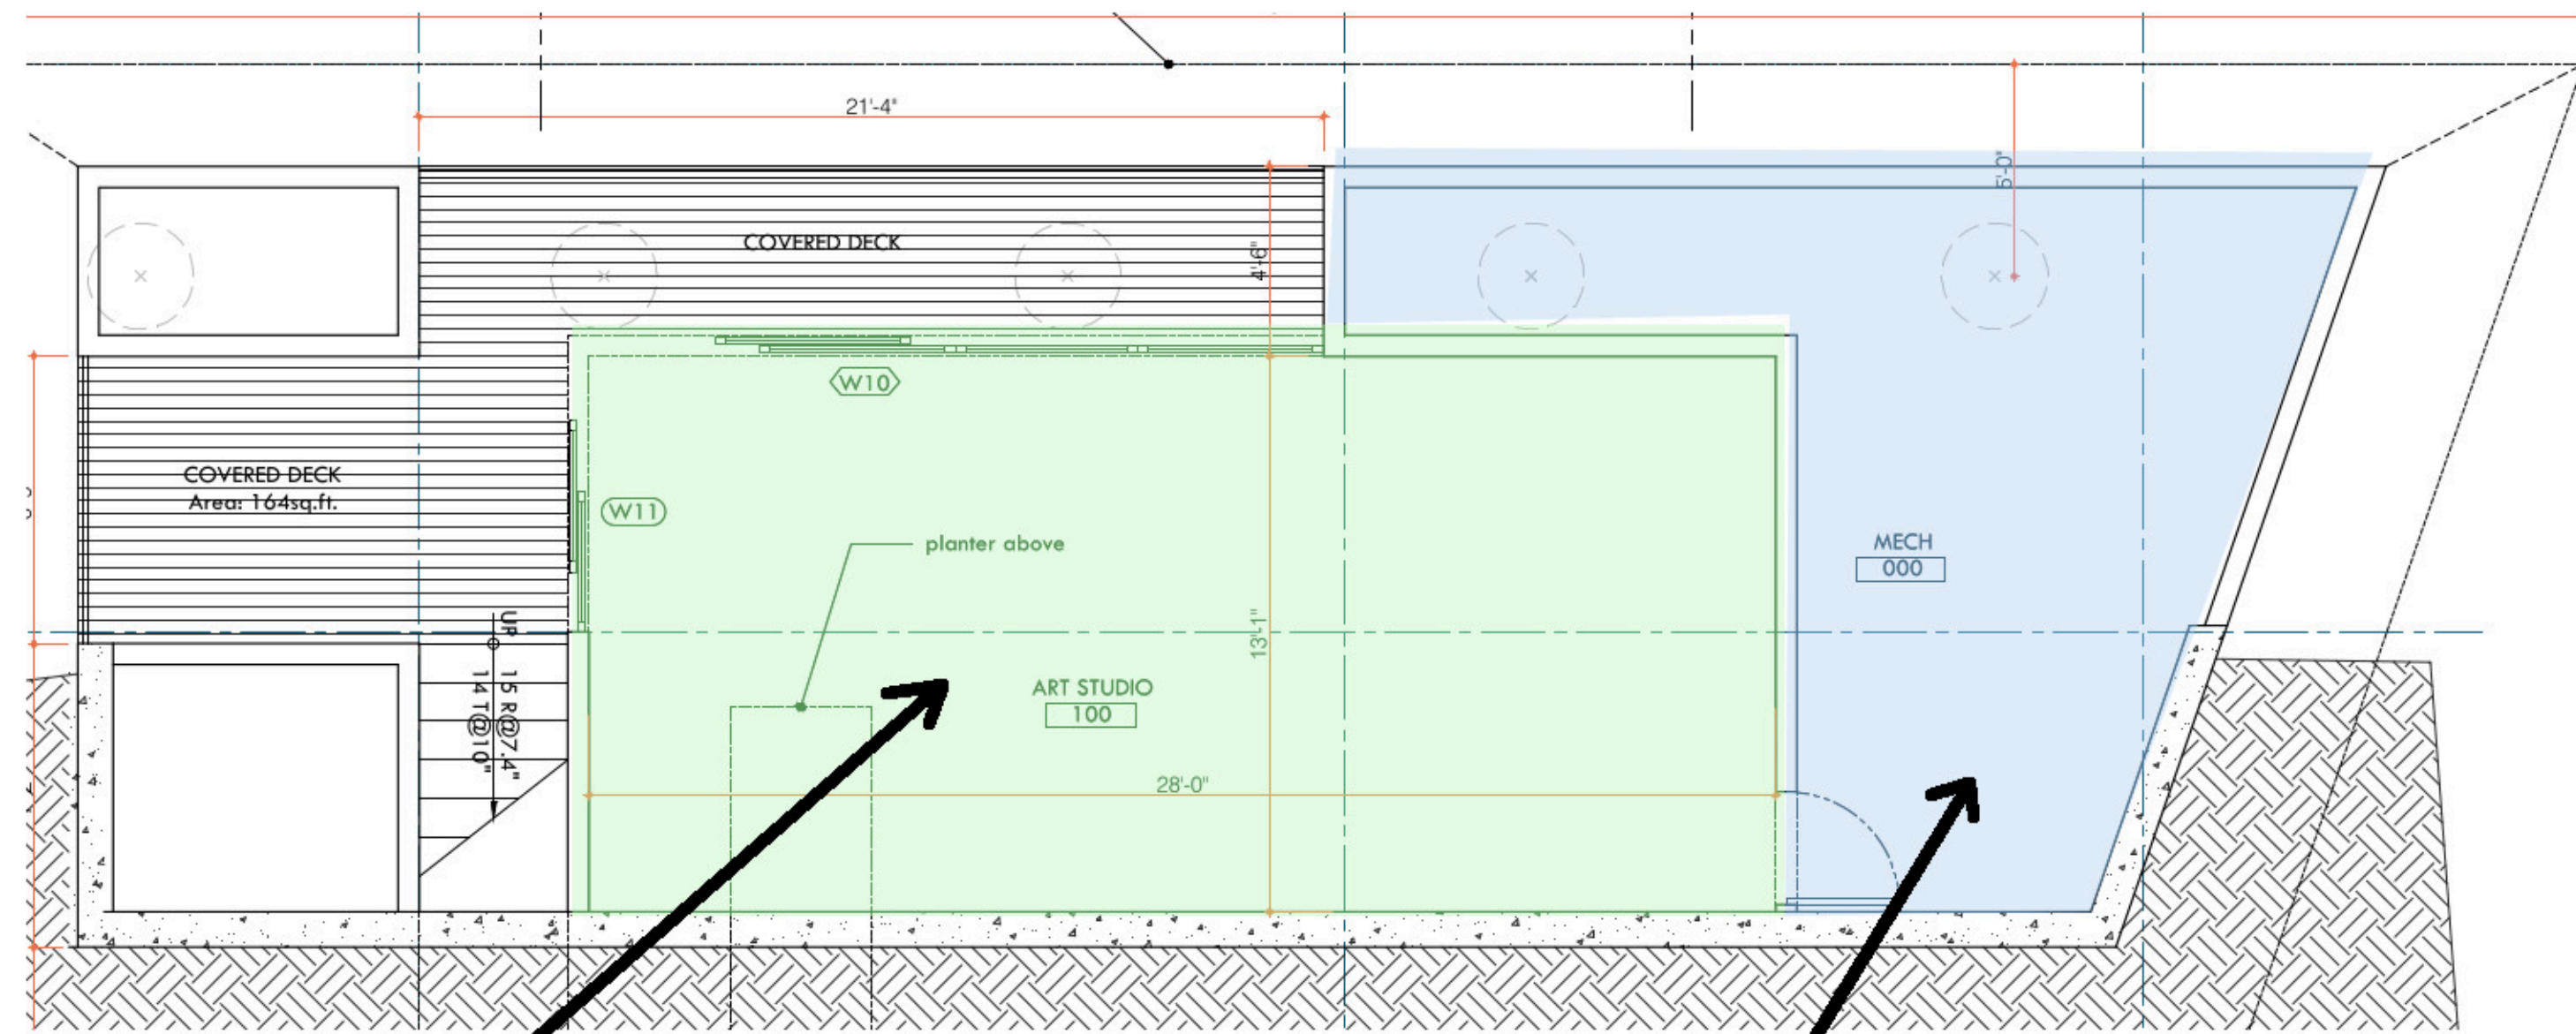 21'-4"
5'-0"
COVERED DECK
4'-6"
W10
COVERED DECK
Area: 164sq.ft.
W11
planter above
MECH
000
UP
15 R@7.4"
14 T@10"
13'-1"
ART STUDIO
100
28'-0"